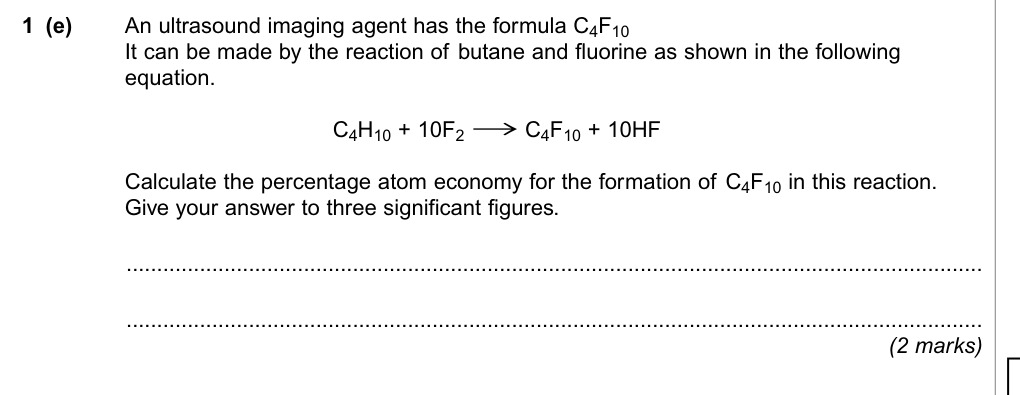 1 (e) An ultrasound imaging agent has the formula C₄F₁₀
It can be made by the reaction of butane and fluorine as shown in the following
equation.
C₄H₁₀ + 10F₂ ⟶ C₄F₁₀ + 10HF
Calculate the percentage atom economy for the formation of C₄F₁₀ in this reaction.
Give your answer to three significant figures.
(2 marks)